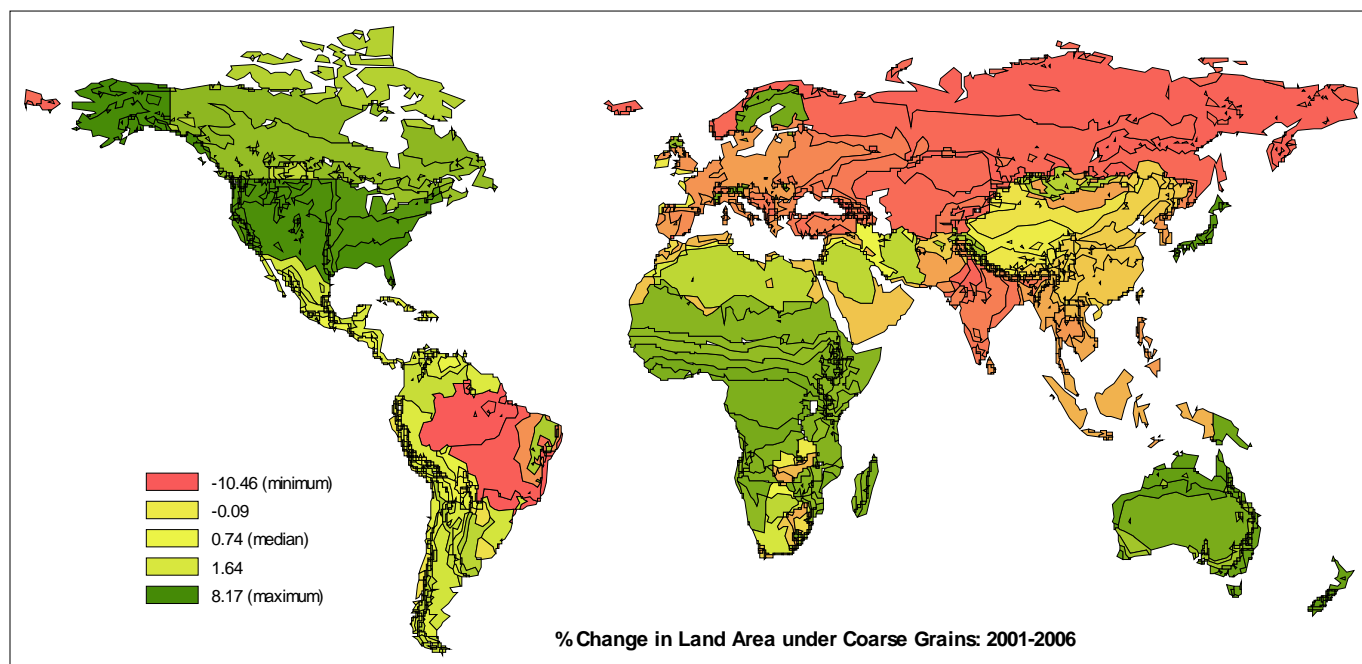 -10.46 (minimum)
-0.09
0.74 (median)
1.64
8.17 (maximum)
% Change in Land Area under Coarse Grains: 2001-2006